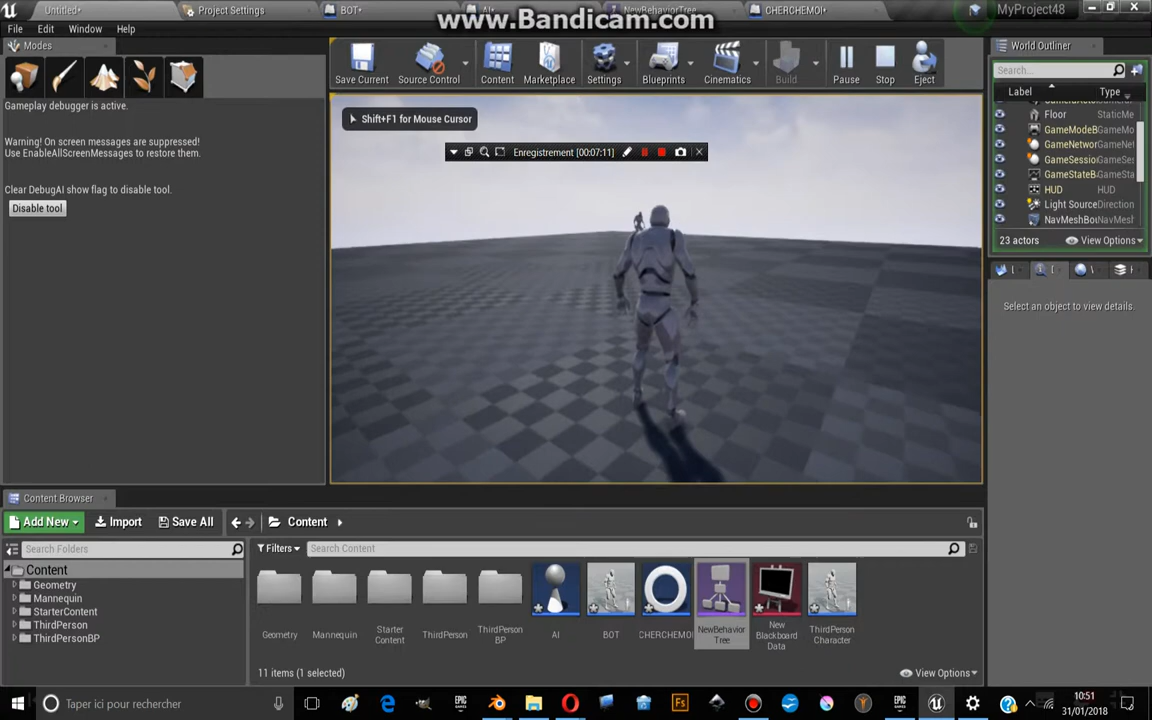 www.Bandicam.com
Untitled•
Project Settings
BOT•
AI•
NewBehaviorTree
CHERCHEMOI•
MyProject48
File Edit Window Help
Modes
Gameplay debugger is active.
Warning! On screen messages are suppressed!
Use EnableAllScreenMessages to restore them.
Clear DebugAI show flag to disable tool.
Disable tool
Save Current
Source Control
Content
Marketplace
Settings
Blueprints
Cinematics
Build
Pause
Stop
Eject
Shift+F1 for Mouse Cursor
Enregistrement [00:07:11]
World Outliner
Search...
Label Type
Floor StaticMe
GameModeB GameMo
GameNetwor GameNet
GameSessio GameSes
GameStateB GameSta
HUD HUD
Light Source Direction
NavMeshBou NavMesh
23 actors View Options
Select an object to view details.
Content Browser
Add New Import Save All Content
Search Folders
Filters Search Content
Content
Geometry
Mannequin
StarterContent
ThirdPerson
ThirdPersonBP
Geometry
Mannequin
Starter
Content
ThirdPerson
ThirdPerson
BP
AI
BOT
CHERCHEMOI
NewBehavior
Tree
New
Blackboard
Data
ThirdPerson
Character
11 items (1 selected)
View Options
Taper ici pour rechercher
10:51
31/01/2018